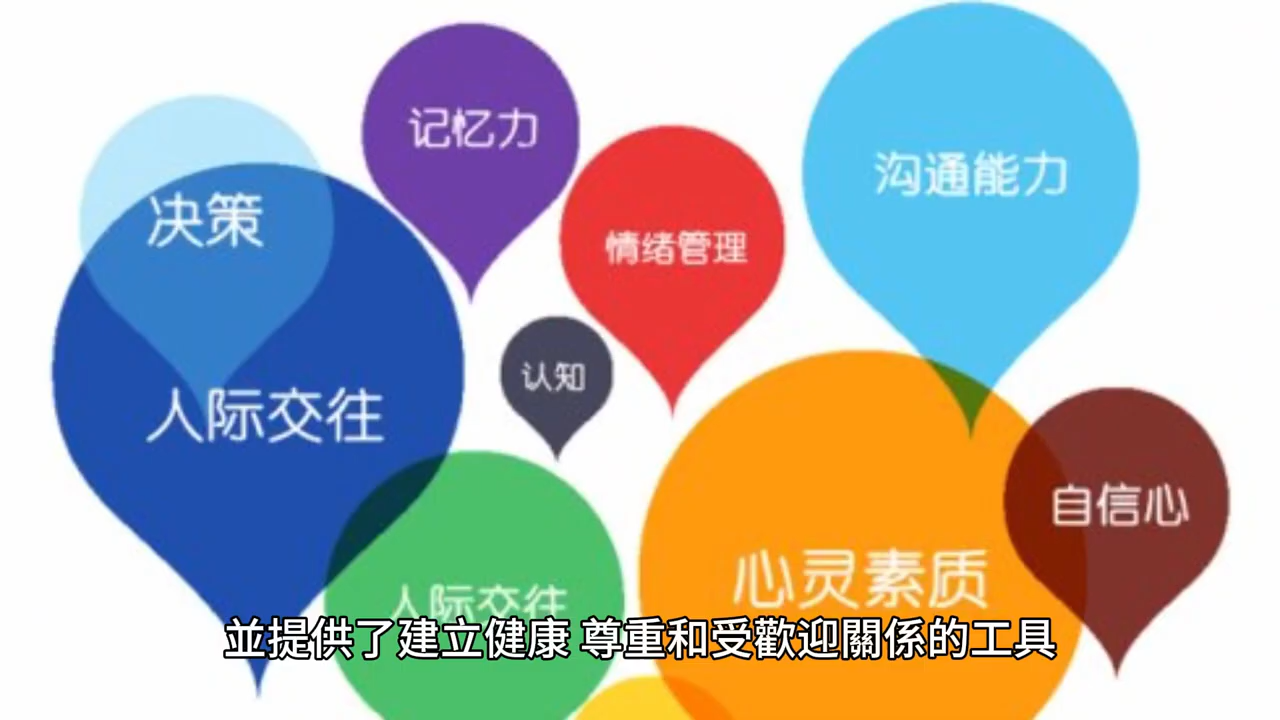 记忆力
沟通能力
决策
情绪管理
认知
人际交往
自信心
心灵素质
人际交往
並提供了建立健康 尊重和受歡迎關係的工具